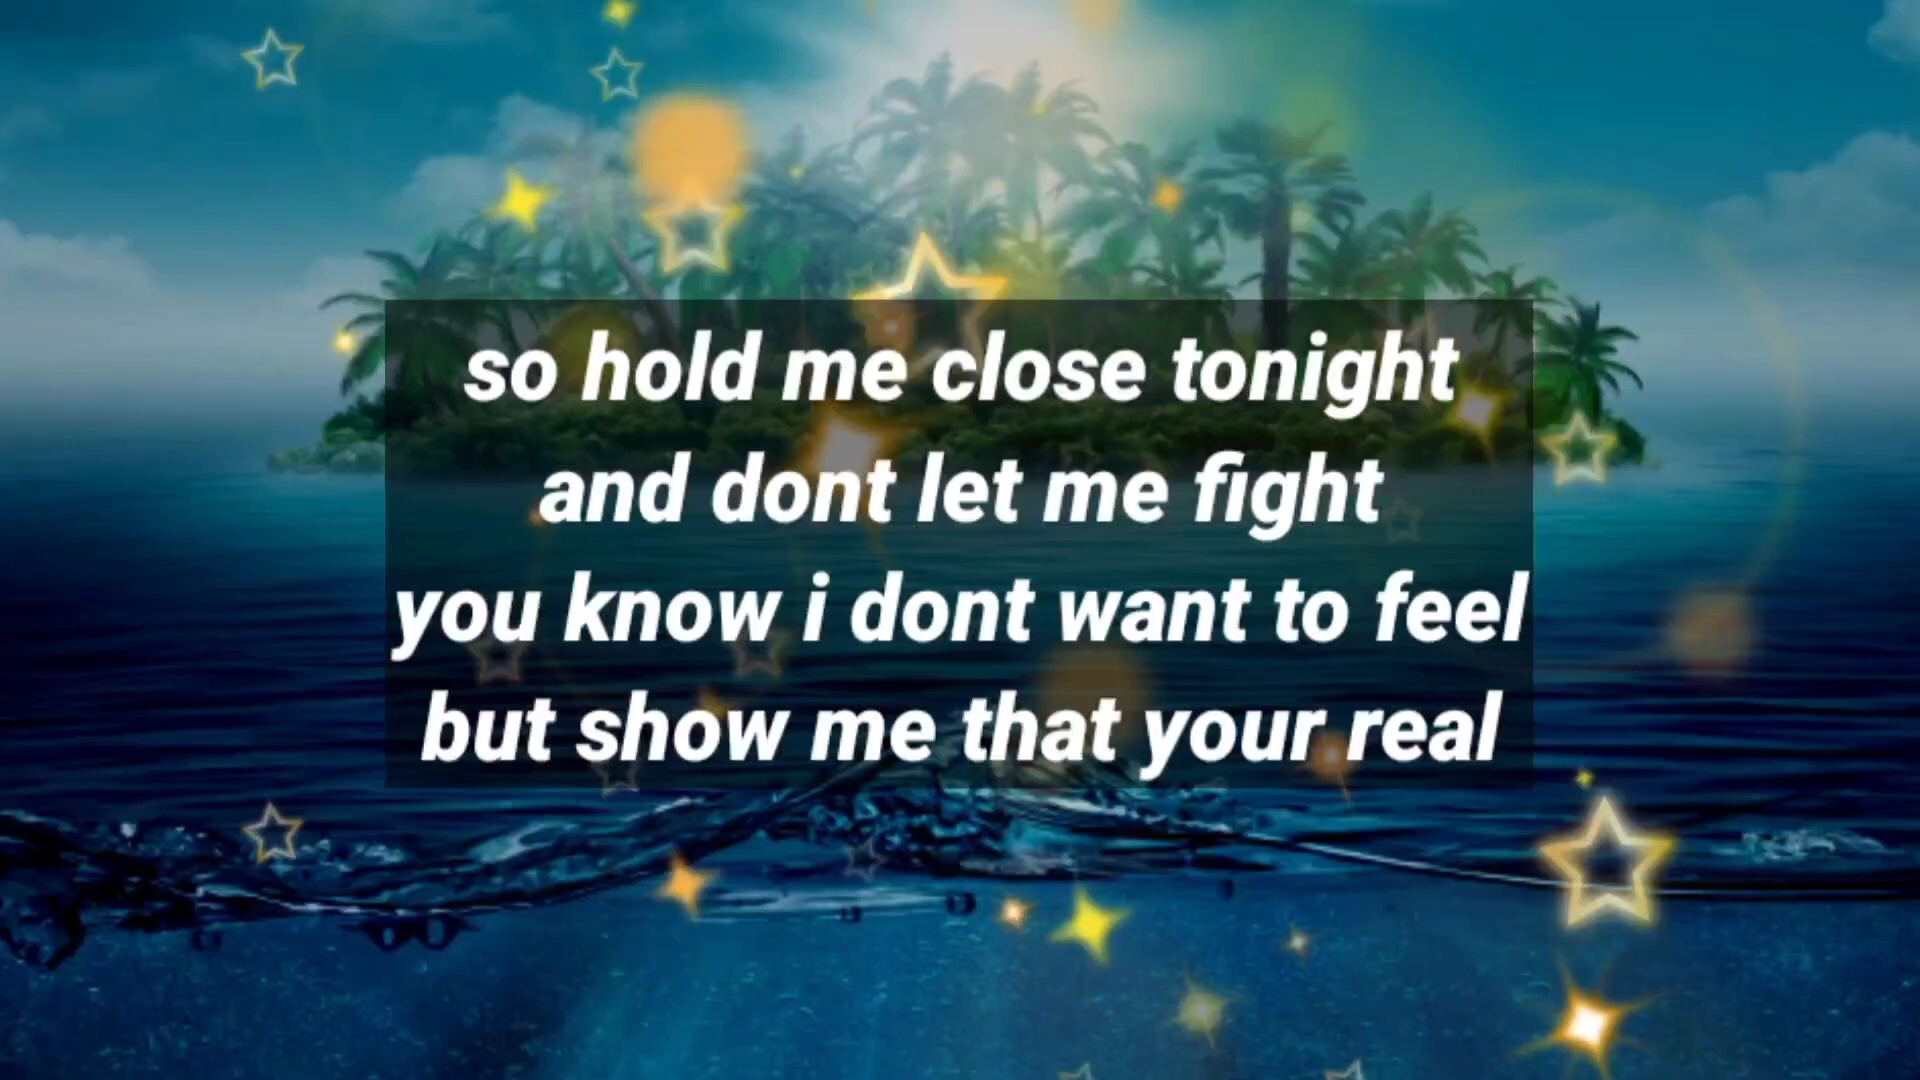 so hold me close tonight
and dont let me fight
you know i dont want to feel
but show me that your real